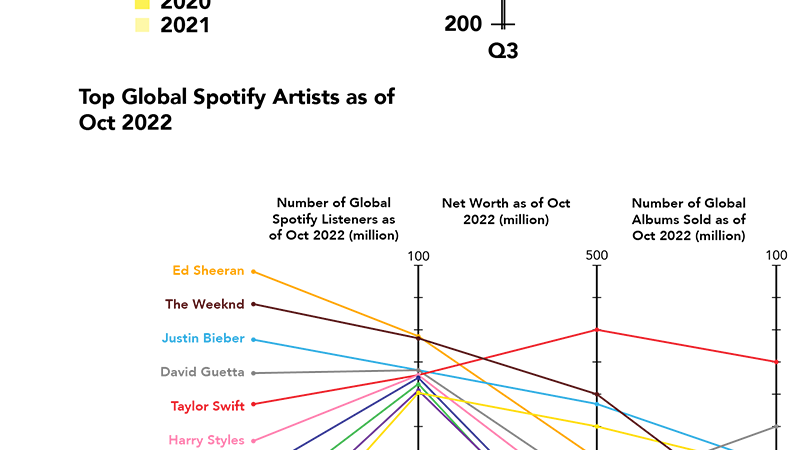 2020
2021
200
Q3
Top Global Spotify Artists as of
Oct 2022
Number of Global
Spotify Listeners as
of Oct 2022 (million)
Net Worth as of Oct
2022 (million)
Number of Global
Albums Sold as of
Oct 2022 (million)
100
500
100
Ed Sheeran
The Weeknd
Justin Bieber
David Guetta
Taylor Swift
Harry Styles